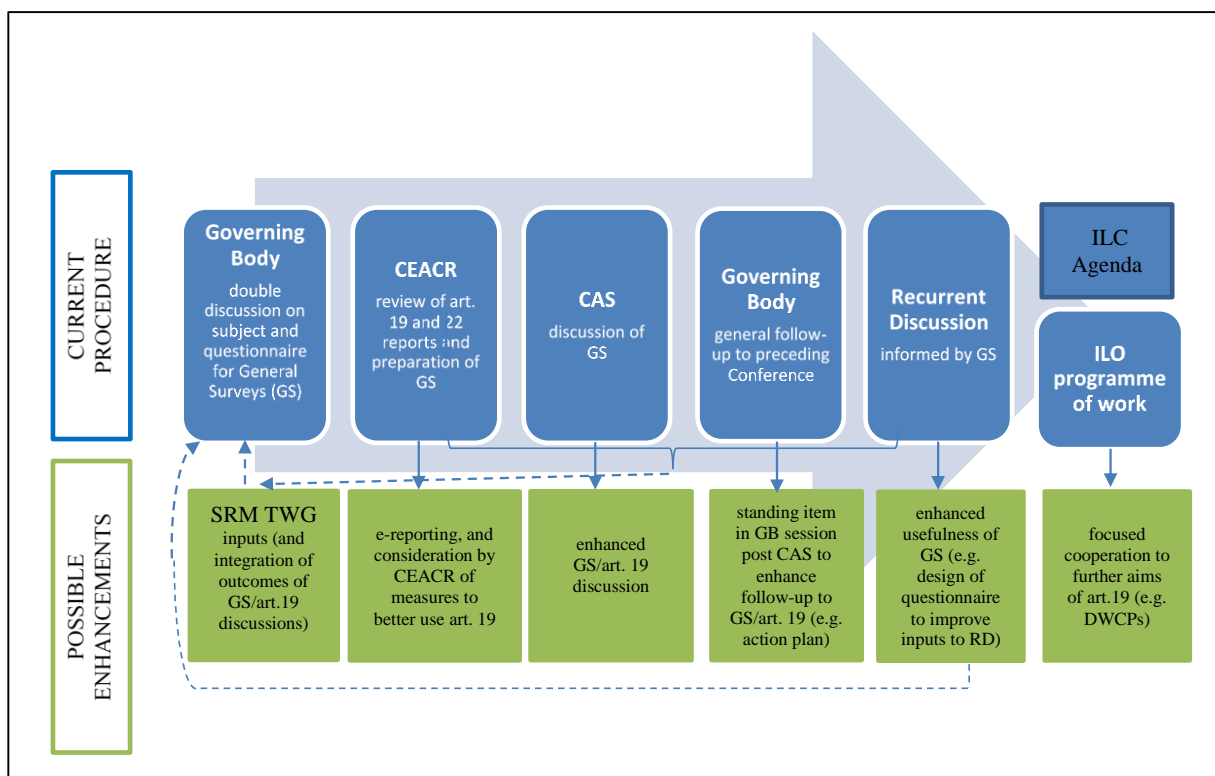 CURRENT
PROCEDURE
Governing
Body
double
discussion on
subject and
questionnaire
for General
Surveys (GS)
CEACR
review of art.
19 and 22
reports and
preparation of
GS
CAS
discussion of
GS
Governing
Body
general follow-
up to preceding
Conference
Recurrent
Discussion
informed by GS
ILC
Agenda
ILO
programme
of work
POSSIBLE
ENHANCEMENTS
SRM TWG
inputs (and
integration of
outcomes of
GS/art.19
discussions)
e-reporting, and
consideration by
CEACR of
measures to
better use art. 19
enhanced
GS/art. 19
discussion
standing item
in GB session
post CAS to
enhance
follow-up to
GS/art. 19 (e.g.
action plan)
enhanced
usefulness of
GS (e.g.
design of
questionnaire
to improve
inputs to RD)
focused
cooperation to
further aims
of art.19 (e.g.
DWCPs)